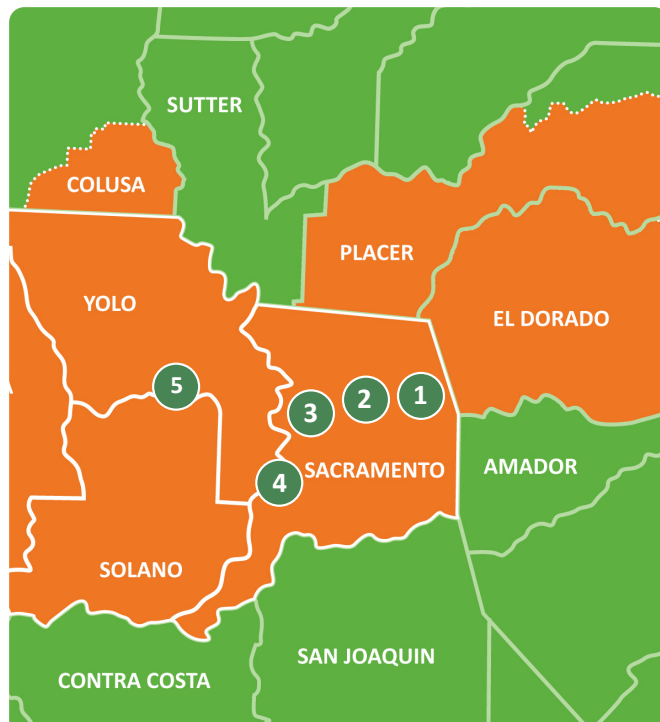 SUTTER
COLUSA
PLACER
YOLO
EL DORADO
5
3
2
1
4
SACRAMENTO
AMADOR
SOLANO
SAN JOAQUIN
CONTRA COSTA